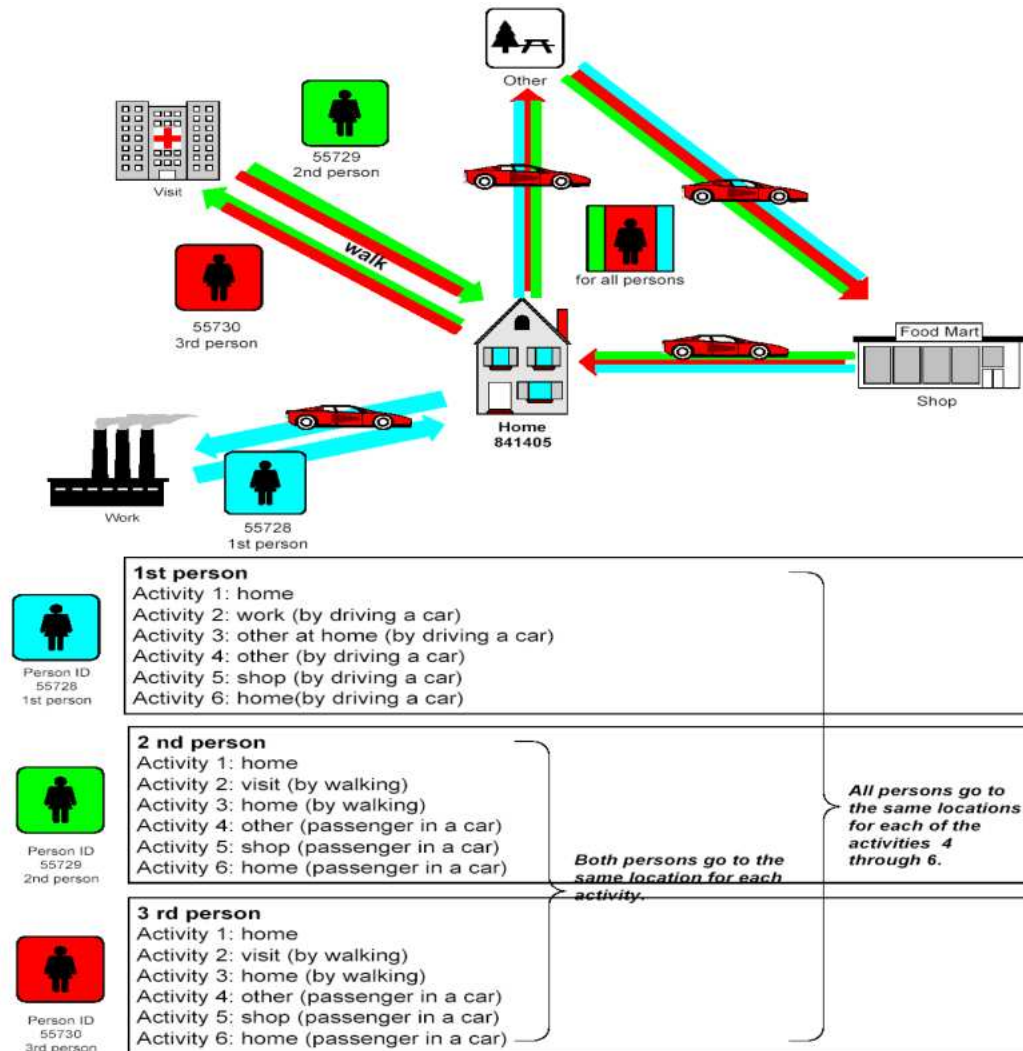 Other
55729
2nd person
Visit
walk
for all persons
55730
3rd person
Food Mart
Shop
Home
841405
Work
55728
1st person
1st person
Activity 1: home
Activity 2: work (by driving a car)
Activity 3: other at home (by driving a car)
Activity 4: other (by driving a car)
Activity 5: shop (by driving a car)
Activity 6: home(by driving a car)
Person ID
55728
1st person
2 nd person
Activity 1: home
Activity 2: visit (by walking)
Activity 3: home (by walking)
Activity 4: other (passenger in a car)
Activity 5: shop (passenger in a car)
Activity 6: home (passenger in a car)
Person ID
55729
2nd person
All persons go to
the same locations
for each of the
activities 4
through 6.
Both persons go to the
same location for each
activity.
3 rd person
Activity 1: home
Activity 2: visit (by walking)
Activity 3: home (by walking)
Activity 4: other (passenger in a car)
Activity 5: shop (passenger in a car)
Activity 6: home (passenger in a car)
Person ID
55730
3rd person